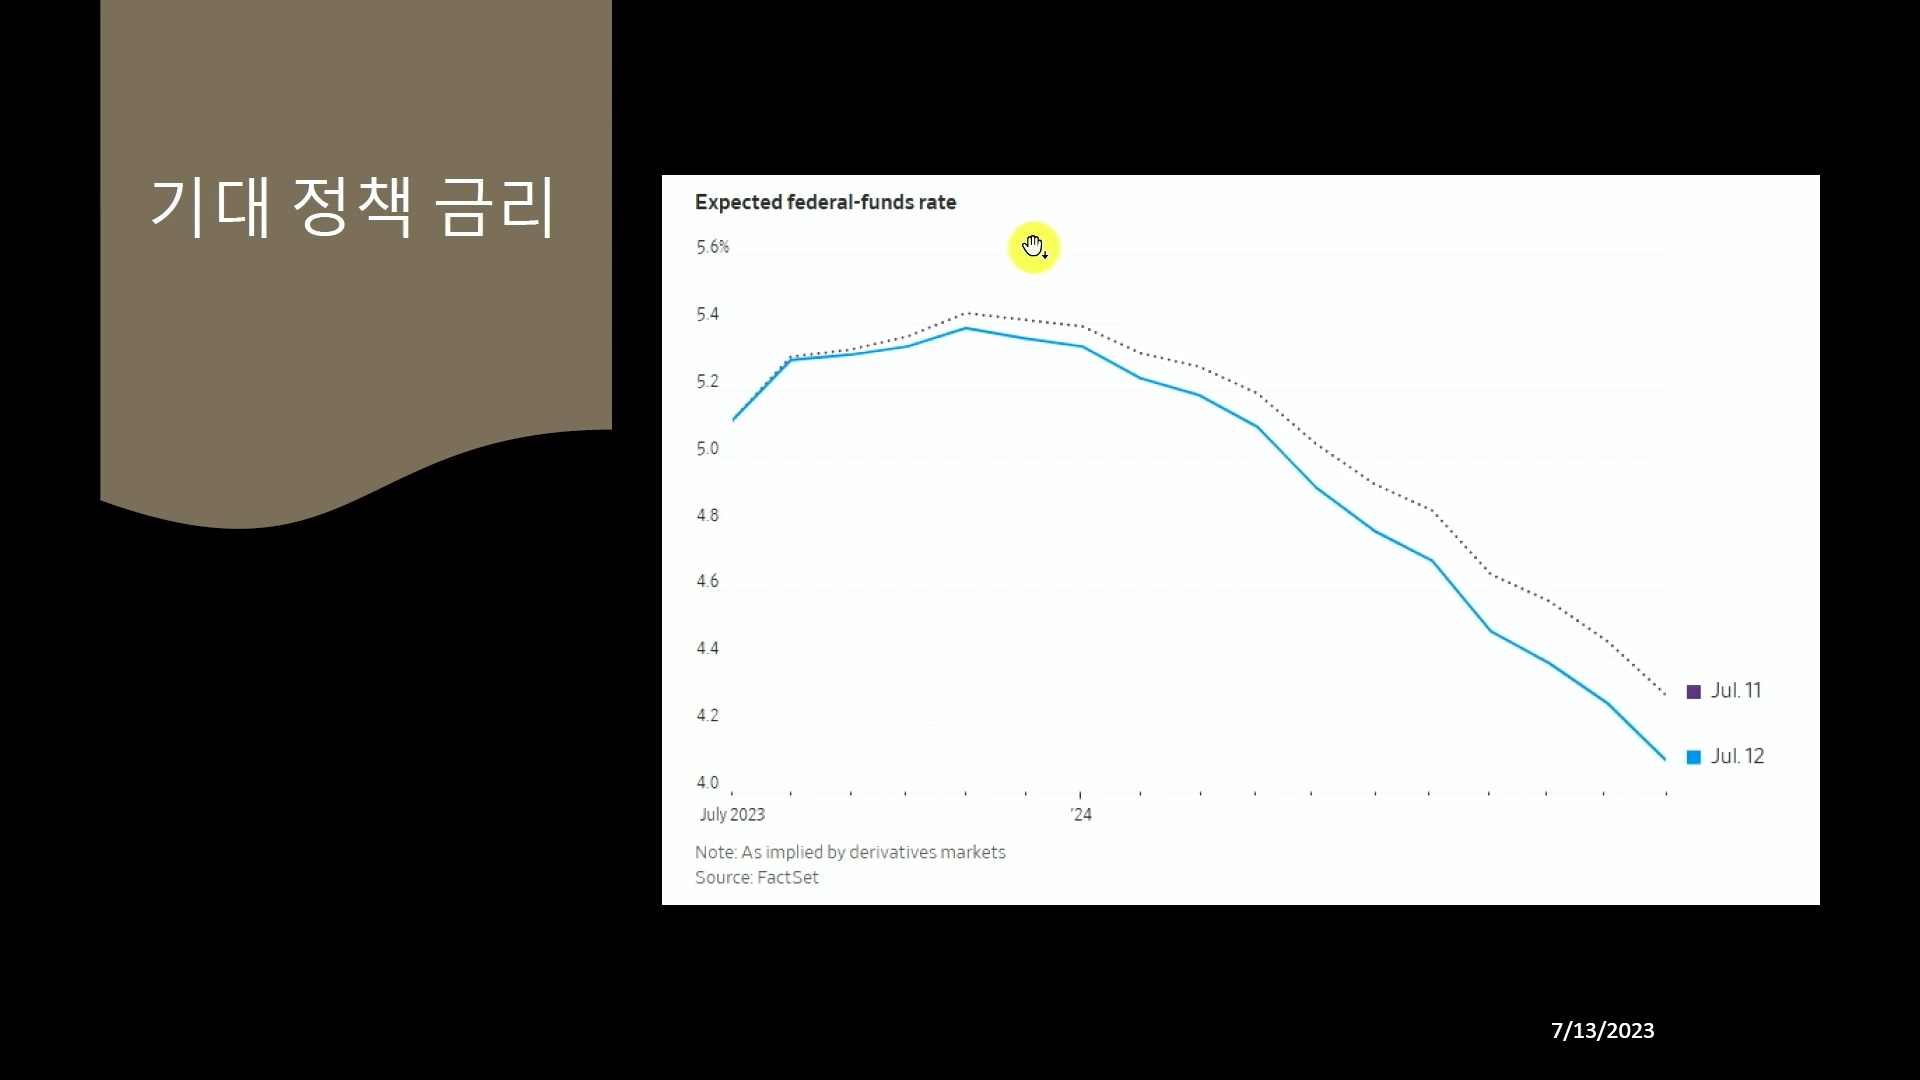 기대 정책 금리
Expected federal-funds rate
5.6%
5.4
5.2
5.0
4.8
4.6
4.4
4.2
4.0
Jul. 11
Jul. 12
July 2023
'24
Note: As implied by derivatives markets
Source: FactSet
7/13/2023